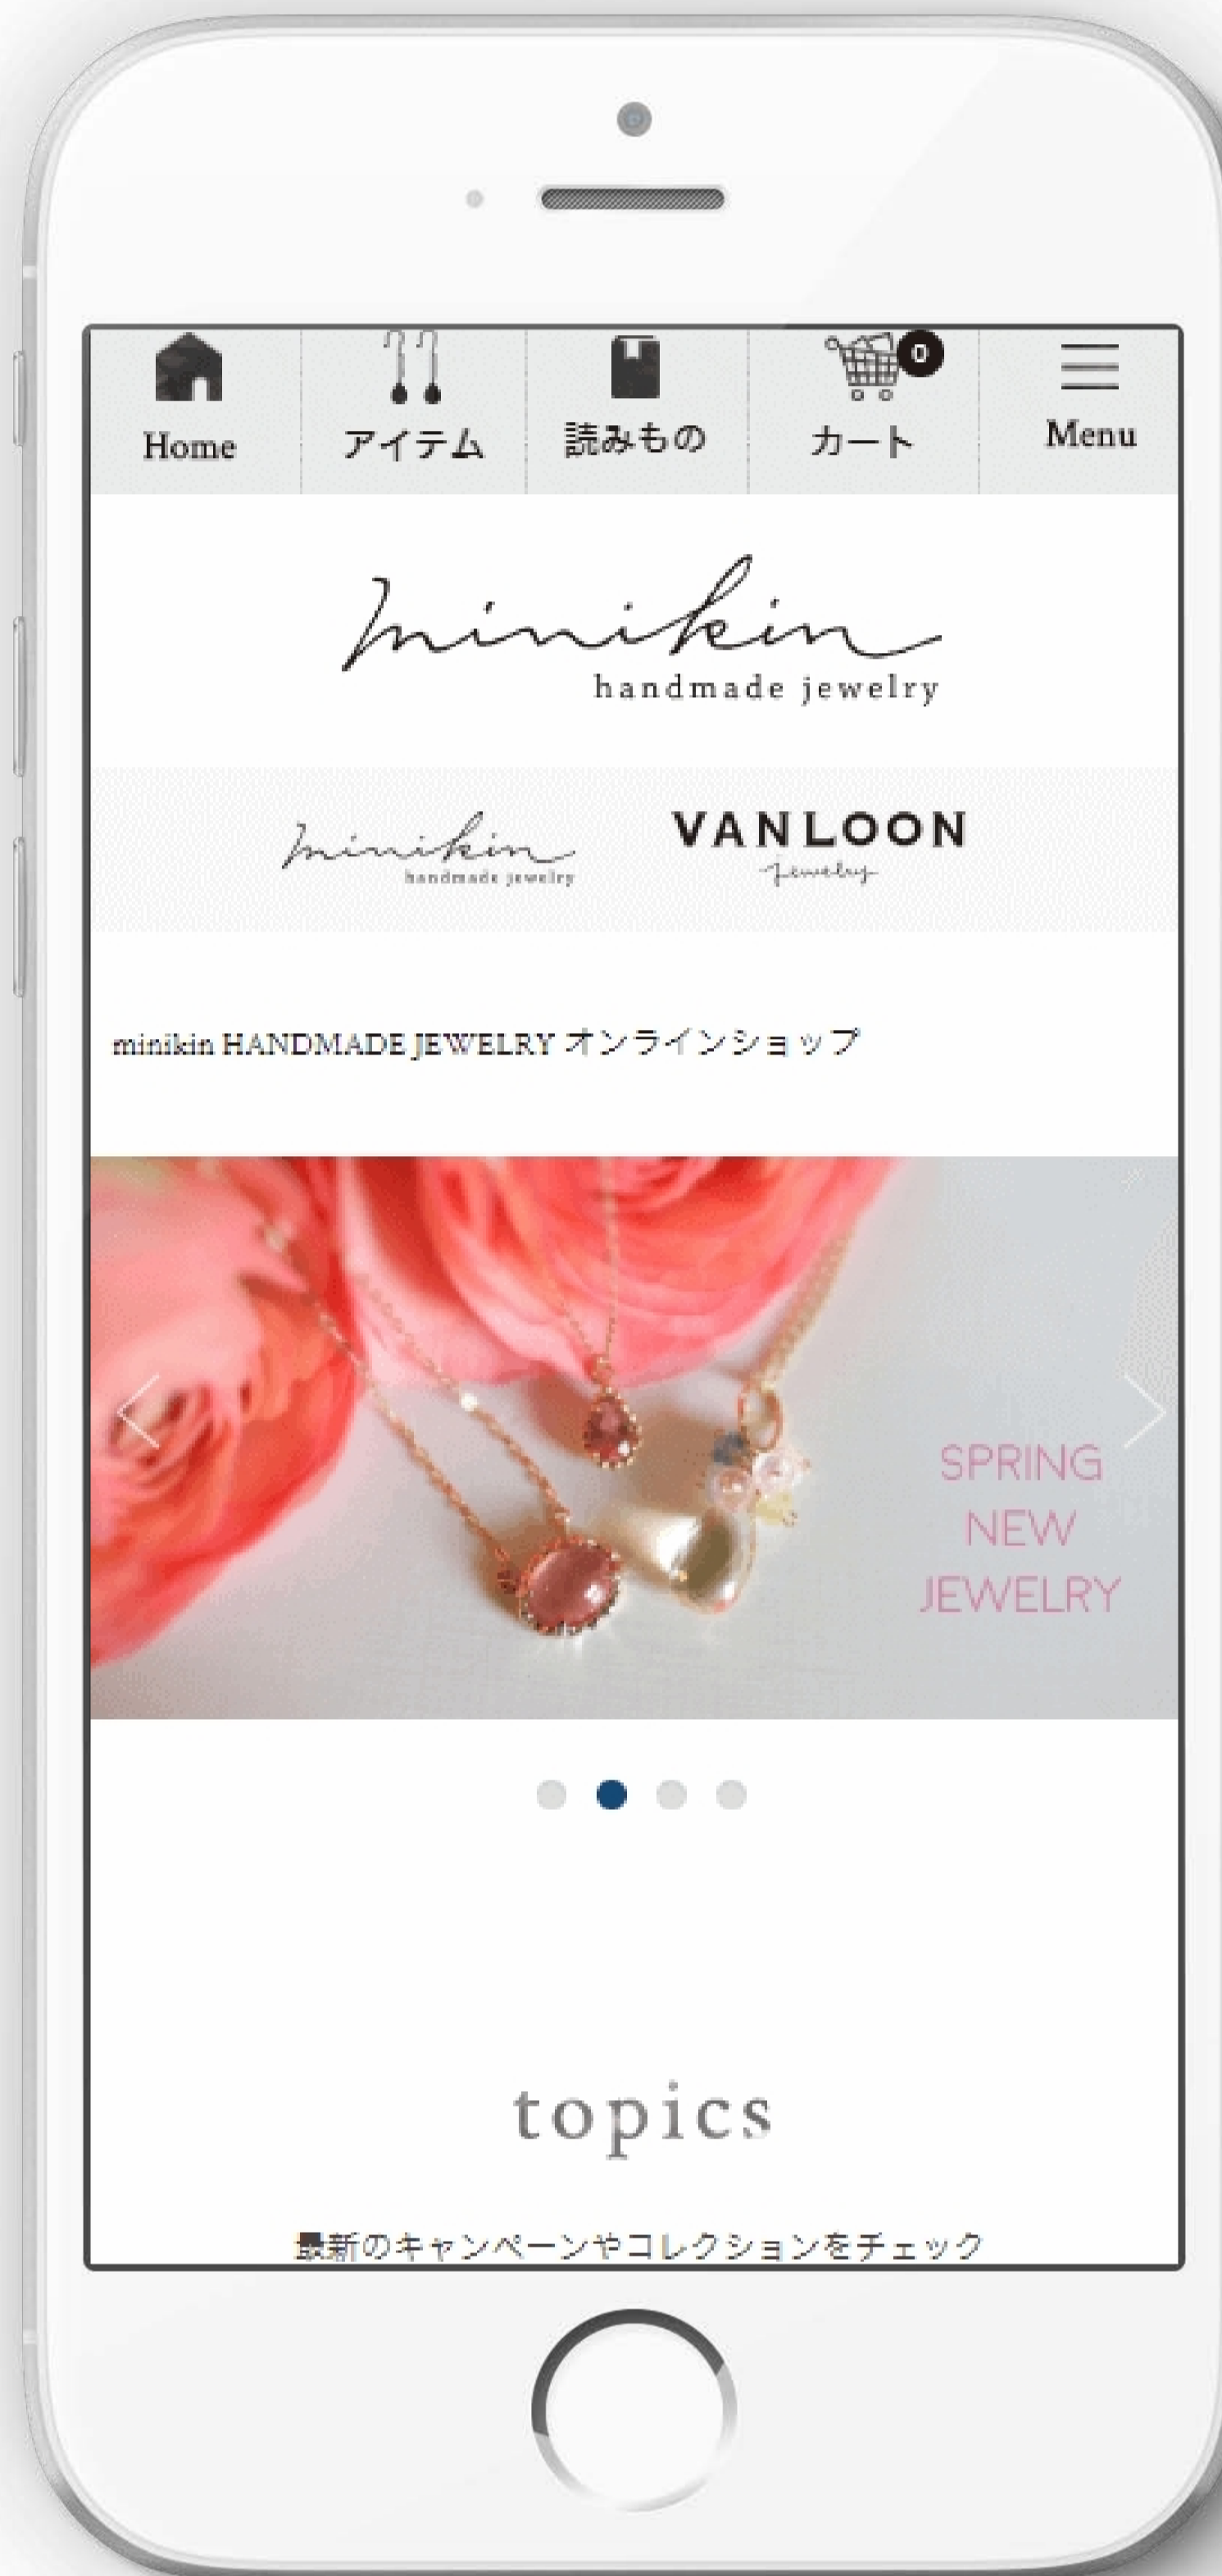 Home アイテム 読みもの カート 0 Menu
minikin
handmade jewelry
minikin
handmade jewelry
VANLOON
jewelry
minikin HANDMADE JEWELRY オンラインショップ
SPRING
NEW
JEWELRY
topics
最新のキャンペーンやコレクションをチェック